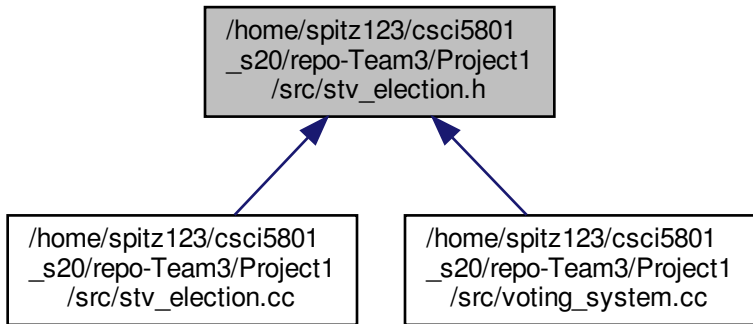 /home/spitz123/csci5801
_s20/repo-Team3/Project1
/src/stv_election.h
/home/spitz123/csci5801
_s20/repo-Team3/Project1
/src/stv_election.cc
/home/spitz123/csci5801
_s20/repo-Team3/Project1
/src/voting_system.cc